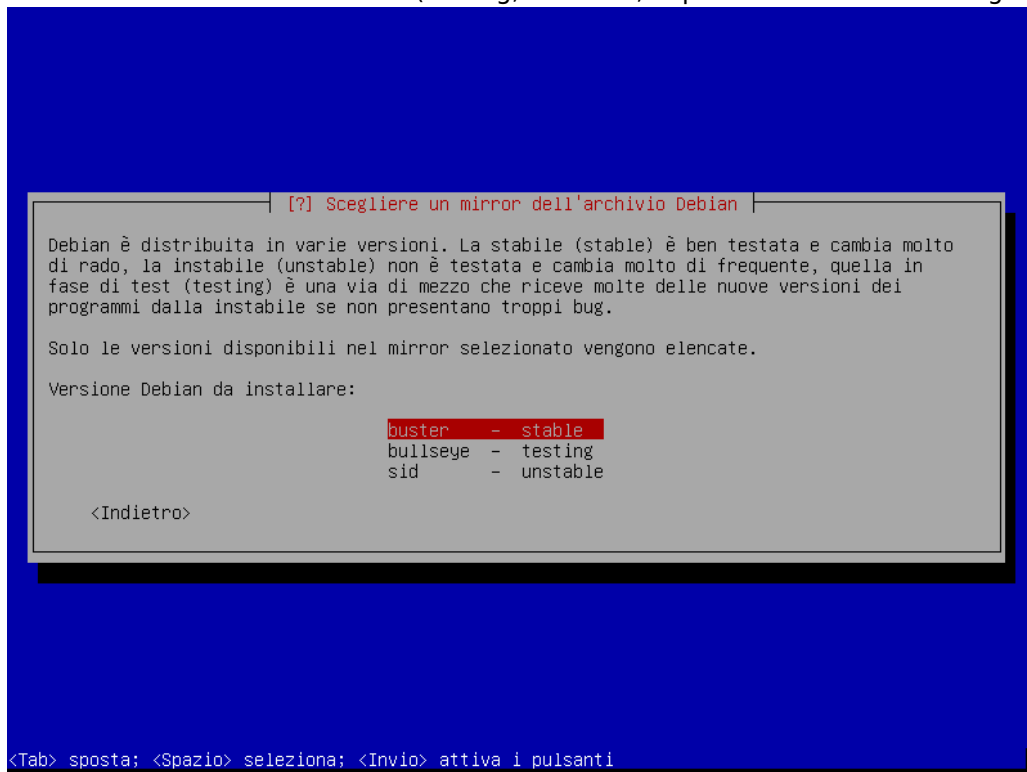 [?] Scegliere un mirror dell'archivio Debian
Debian è distribuita in varie versioni. La stabile (stable) è ben testata e cambia molto
di rado, la instabile (unstable) non è testata e cambia molto di frequente, quella in
fase di test (testing) è una via di mezzo che riceve molte delle nuove versioni dei
programmi dalla instabile se non presentano troppi bug.
Solo le versioni disponibili nel mirror selezionato vengono elencate.
Versione Debian da installare:
buster – stable
bullseye – testing
sid – unstable
<Indietro>
<Tab> sposta; <Spazio> seleziona; <Invio> attiva i pulsanti